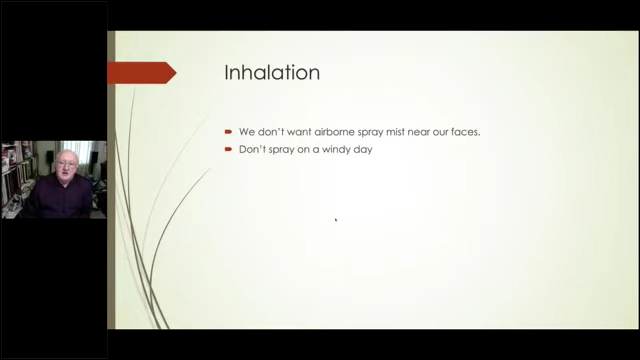 Inhalation
We don't want airborne spray mist near our faces.
Don't spray on a windy day